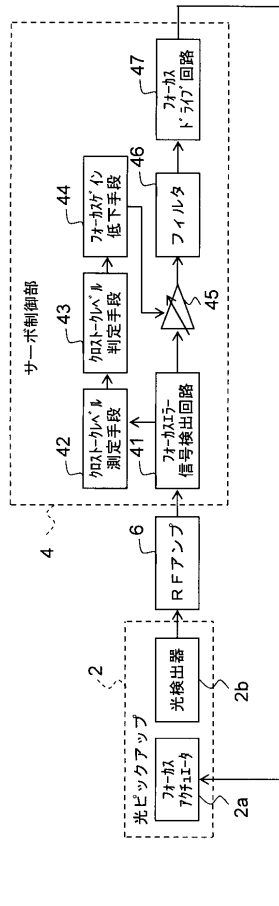 サーボ制御部
4
42
クロストークレベル
測定手段
43
クロストークレベル
判定手段
44
フォーカスゲイン
低下手段
41
フォーカスエラー
信号検出回路
45
46
フィルタ
47
フォーカス
ドライブ回路
6
RFアンプ
2
光ピックアップ
フォーカス
アクチュエータ
2a
光検出器
2b